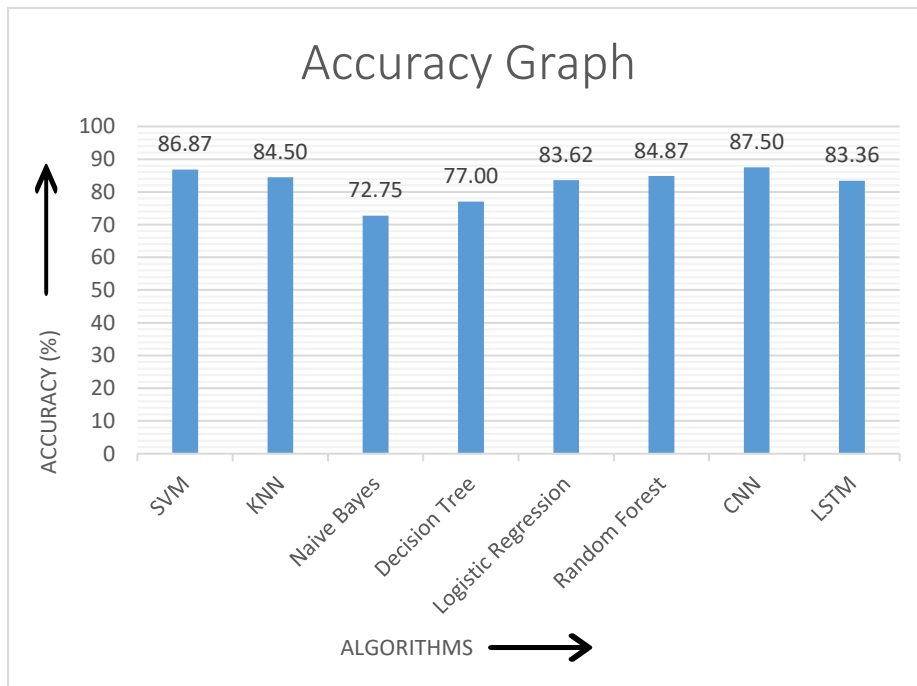 Accuracy Graph
100
90
80
70
60
50
40
30
20
10
0
ACCURACY (%)
86.87
84.50
72.75
77.00
83.62
84.87
87.50
83.36
SVM
KNN
Naive Bayes
Decision Tree
Logistic Regression
Random Forest
CNN
LSTM
ALGORITHMS